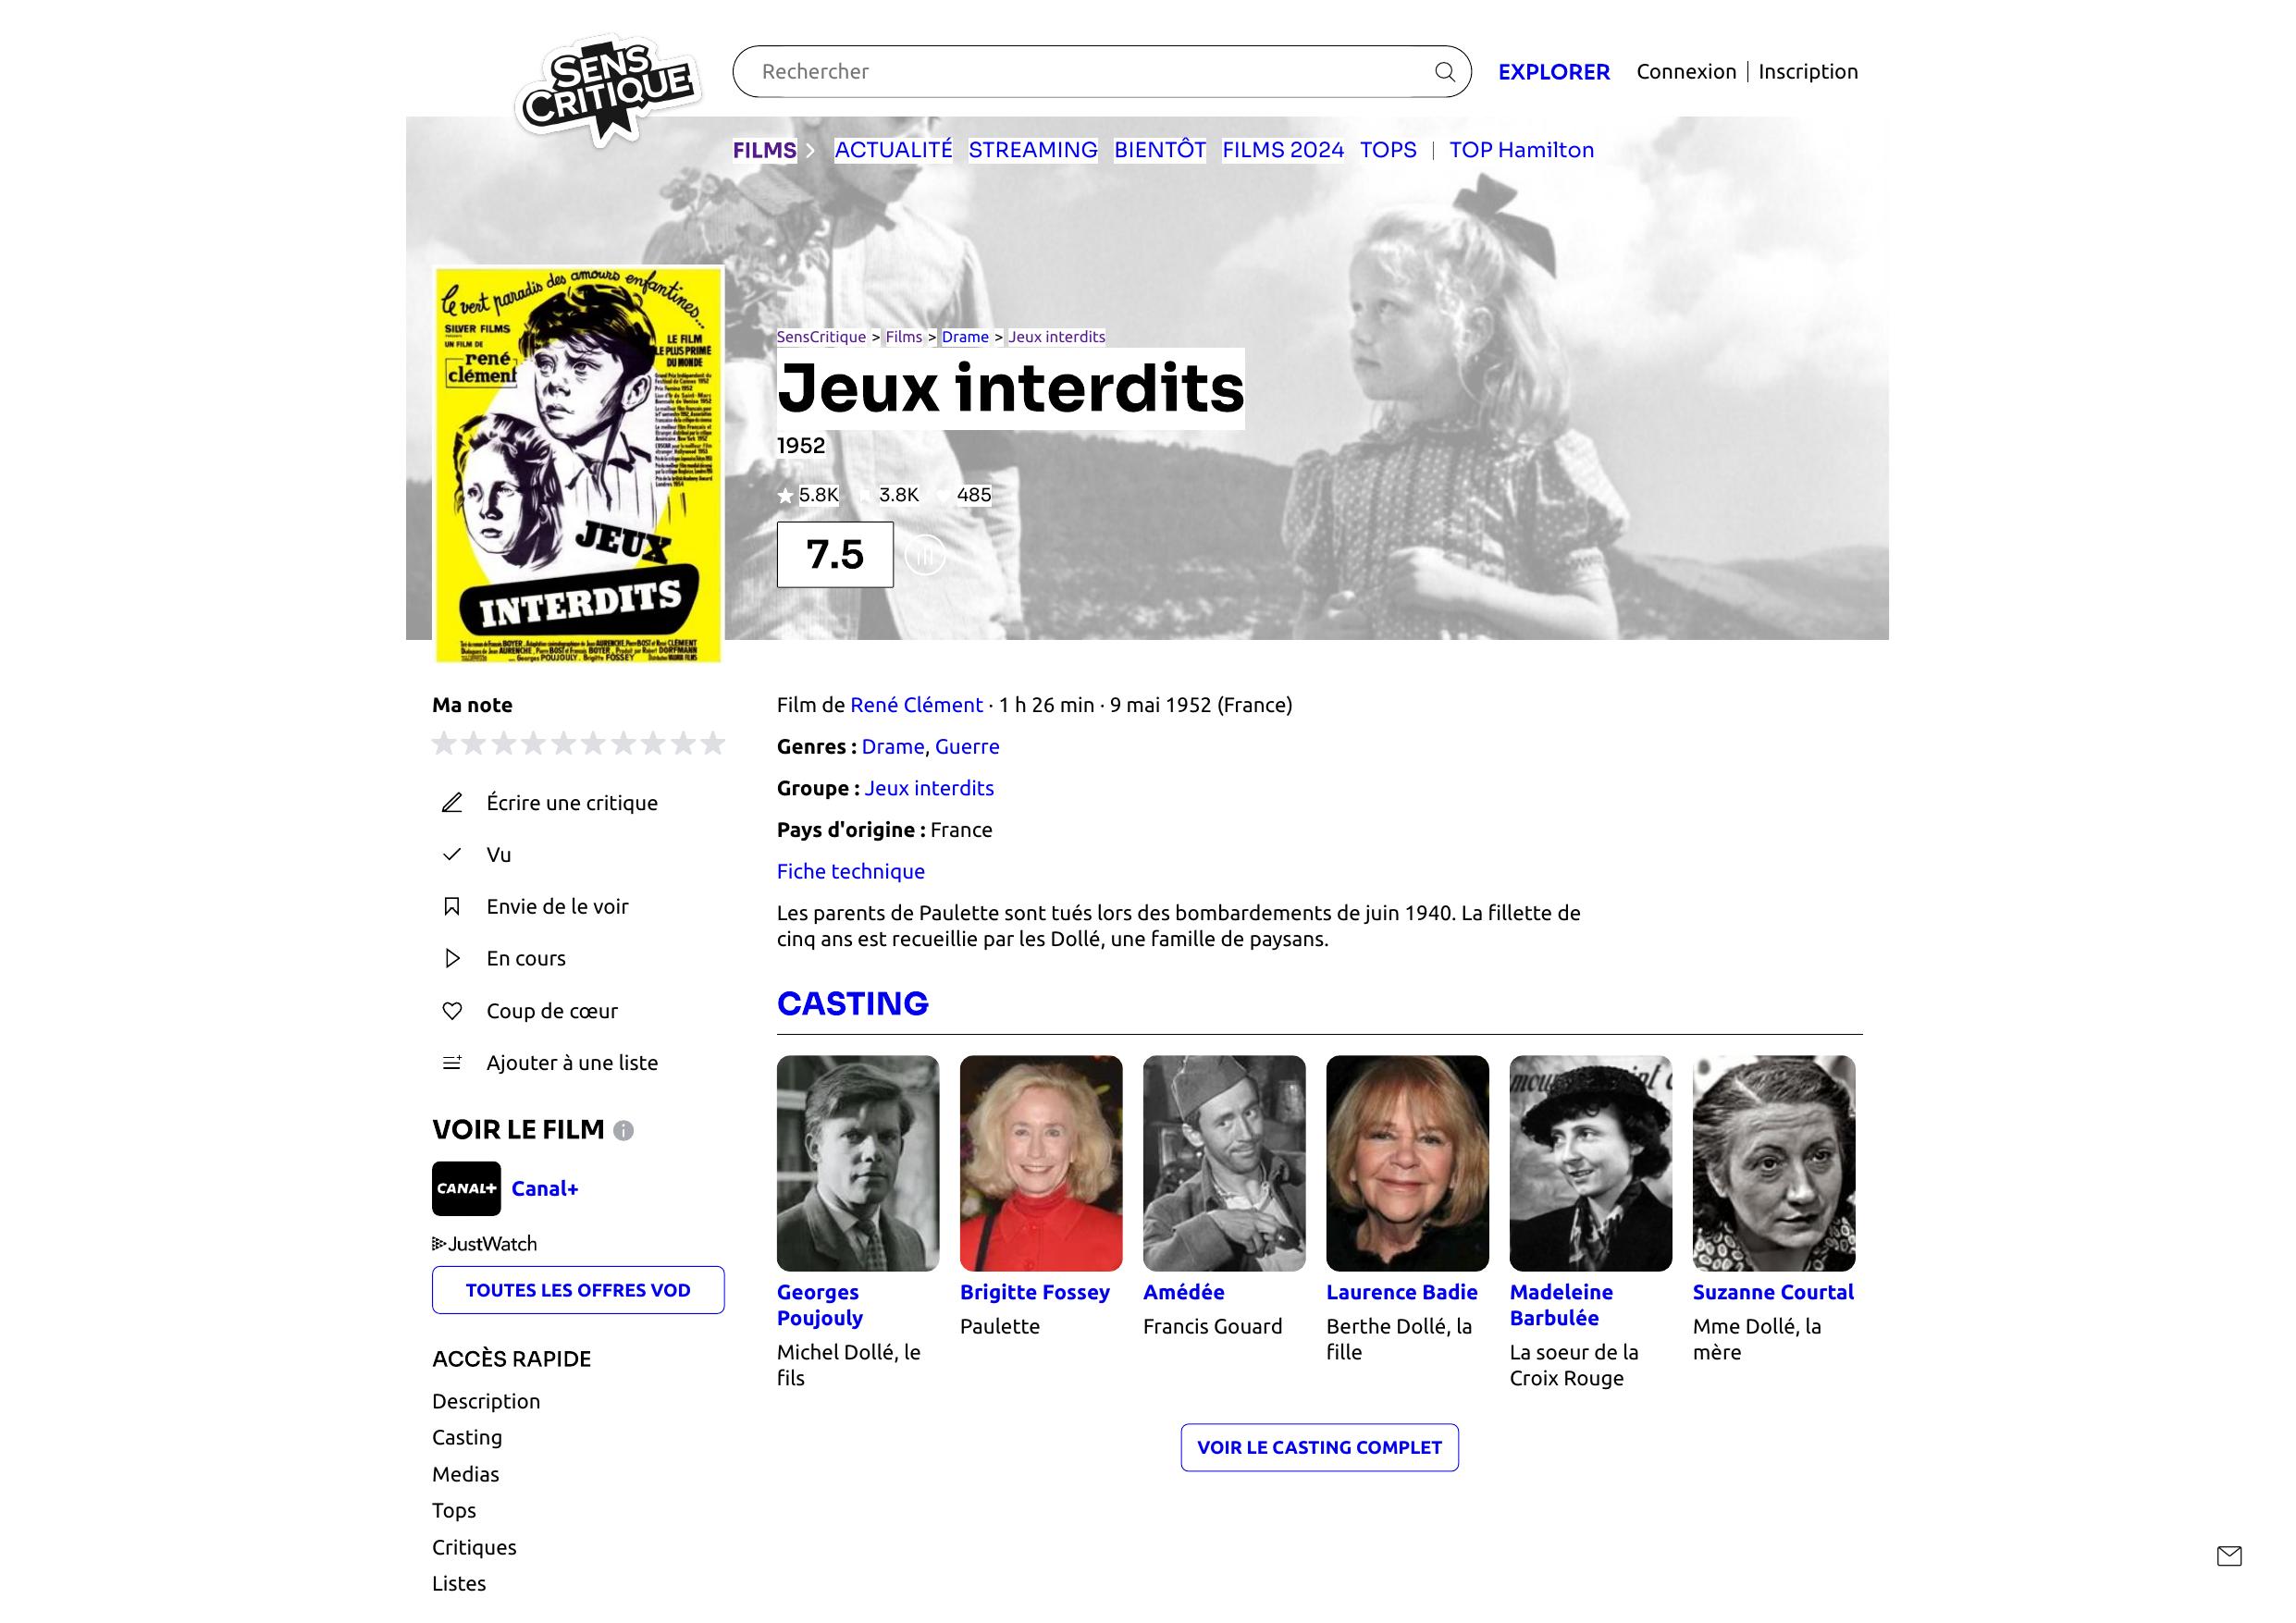 SENS
CRITIQUE
Rechercher
EXPLORER
Connexion | Inscription
FILMS
ACTUALITÉ
STREAMING
BIENTÔT
FILMS 2024
TOPS
TOP Hamilton
le vert paradis des amours enfantines...
SILVER FILMS
UN FILM DE
rené
clément
LE FILM
LE PLUS PRIMÉ
DU MONDE
JEUX
INTERDITS
SensCritique > Films > Drame > Jeux interdits
Jeux interdits
1952
5.8K
3.8K
485
7.5
Ma note
Écrire une critique
Vu
Envie de le voir
En cours
Coup de cœur
Ajouter à une liste
VOIR LE FILM
CANAL+
Canal+
JustWatch
TOUTES LES OFFRES VOD
ACCÈS RAPIDE
Description
Casting
Medias
Tops
Critiques
Listes
Film de René Clément · 1 h 26 min · 9 mai 1952 (France)
Genres : Drame, Guerre
Groupe : Jeux interdits
Pays d'origine : France
Fiche technique
Les parents de Paulette sont tués lors des bombardements de juin 1940. La fillette de
cinq ans est recueillie par les Dollé, une famille de paysans.
CASTING
Georges
Poujouly
Michel Dollé, le
fils
Brigitte Fossey
Paulette
Amédée
Francis Gouard
Laurence Badie
Berthe Dollé, la
fille
Madeleine
Barbulée
La soeur de la
Croix Rouge
Suzanne Courtal
Mme Dollé, la
mère
VOIR LE CASTING COMPLET